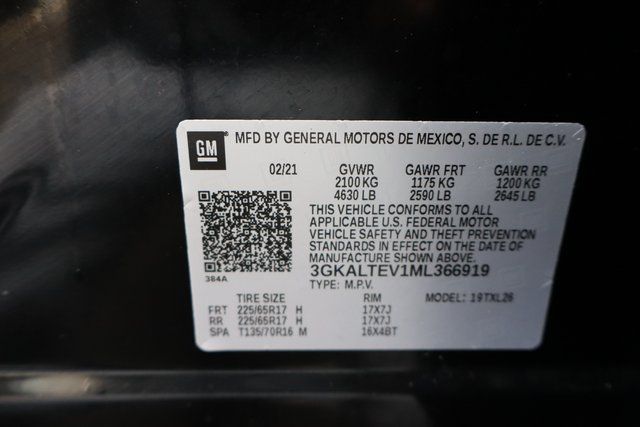 GM
MFD BY GENERAL MOTORS DE MEXICO, S. DE R.L. DE C.V.
02/21 GVWR GAWR FRT GAWR RR
2100 KG 1175 KG 1200 KG
4630 LB 2590 LB 2645 LB
THIS VEHICLE CONFORMS TO ALL
APPLICABLE U.S. FEDERAL MOTOR
VEHICLE SAFETY AND THEFT PREVENTION
STANDARDS IN EFFECT ON THE DATE OF
MANUFACTURE SHOWN ABOVE.
3GKALTEV1ML366919
384A
TYPE: M.P.V.
TIRE SIZE RIM MODEL: 19TXL26
FRT 225/65R17 H 17X7J
RR 225/65R17 H 17X7J
SPA T135/70R16 M 16X4BT